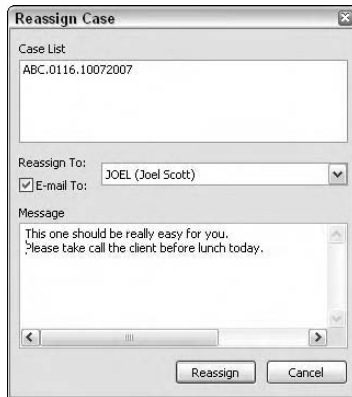 Reassign Case
Case List
ABC.0116.10072007
Reassign To:
JOEL (Joel Scott)
E-mail To:
Message
This one should be really easy for you.
Please take call the client before lunch today.
Reassign
Cancel